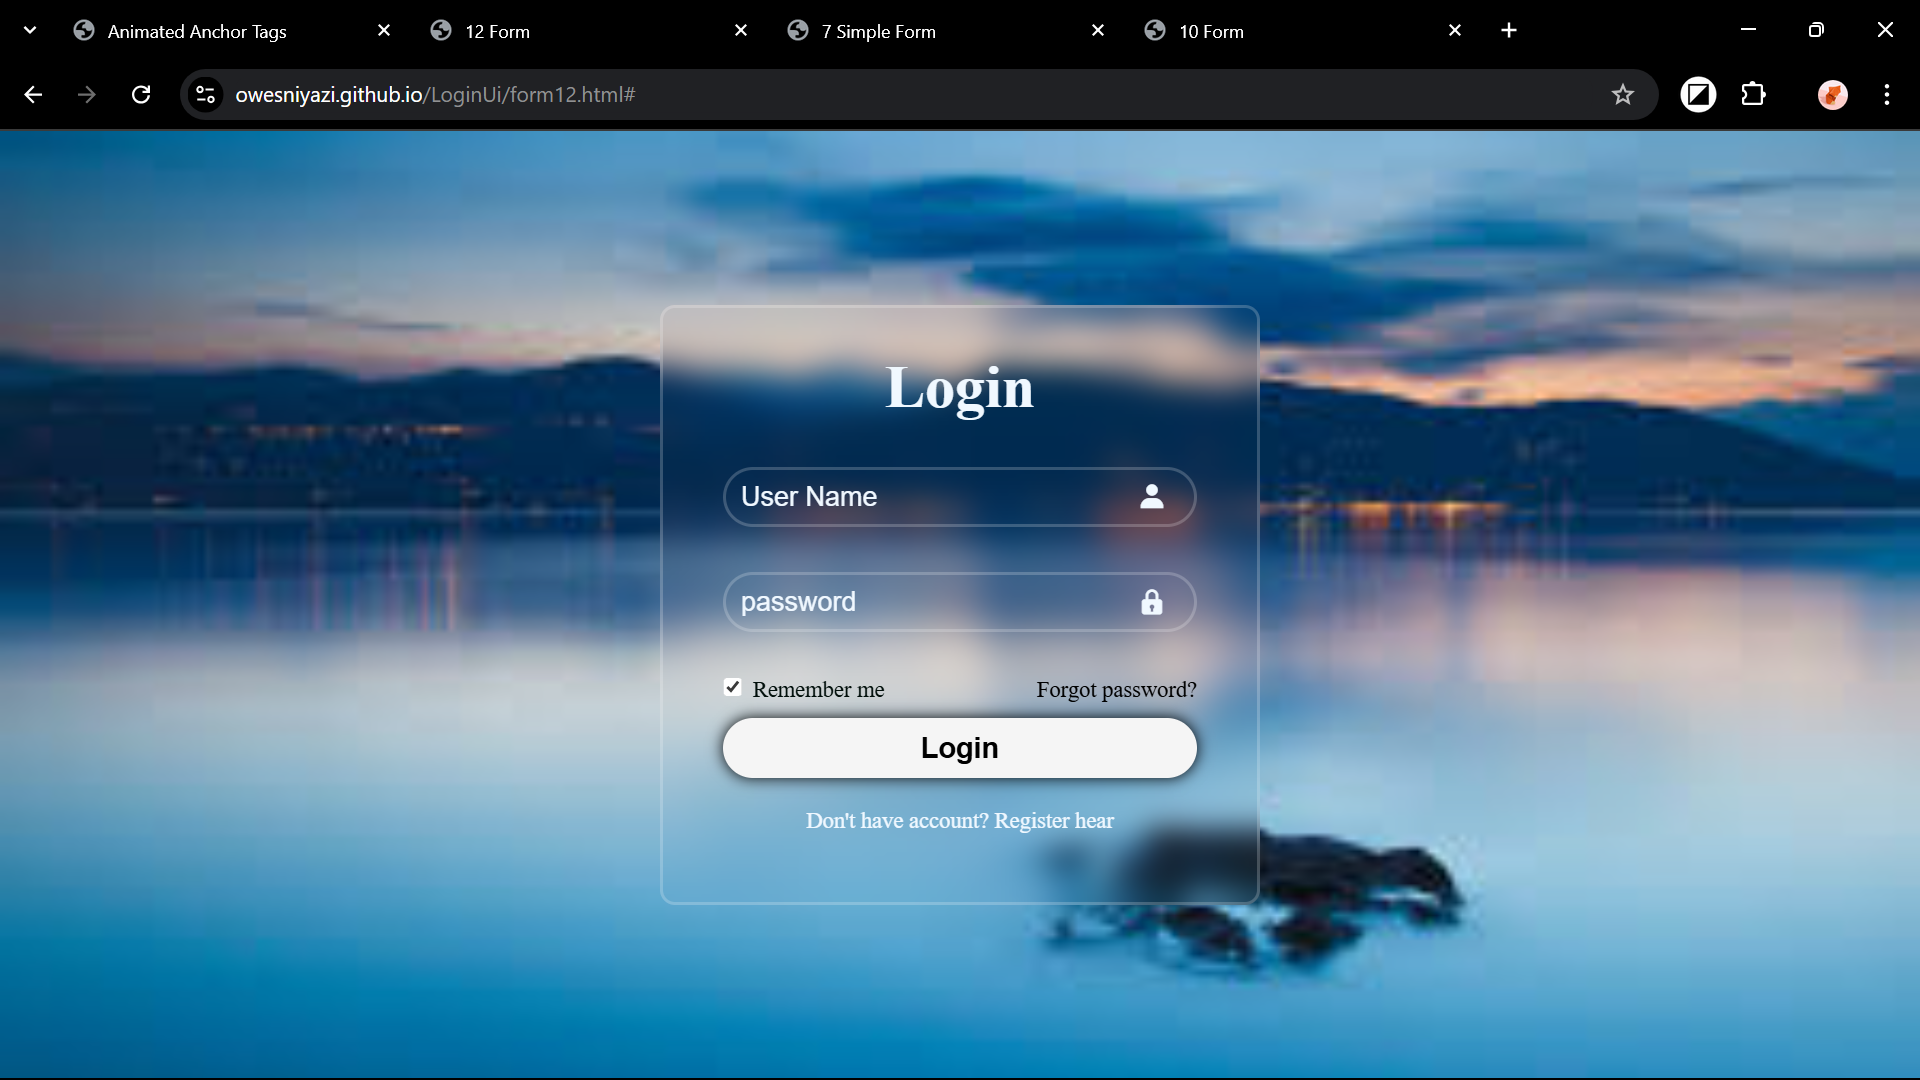 Animated Anchor Tags
12 Form
7 Simple Form
10 Form
owesniyazi.github.io/LoginUi/form12.html#
Login
User Name
password
Remember me Forgot password?
Login
Don't have account? Register hear